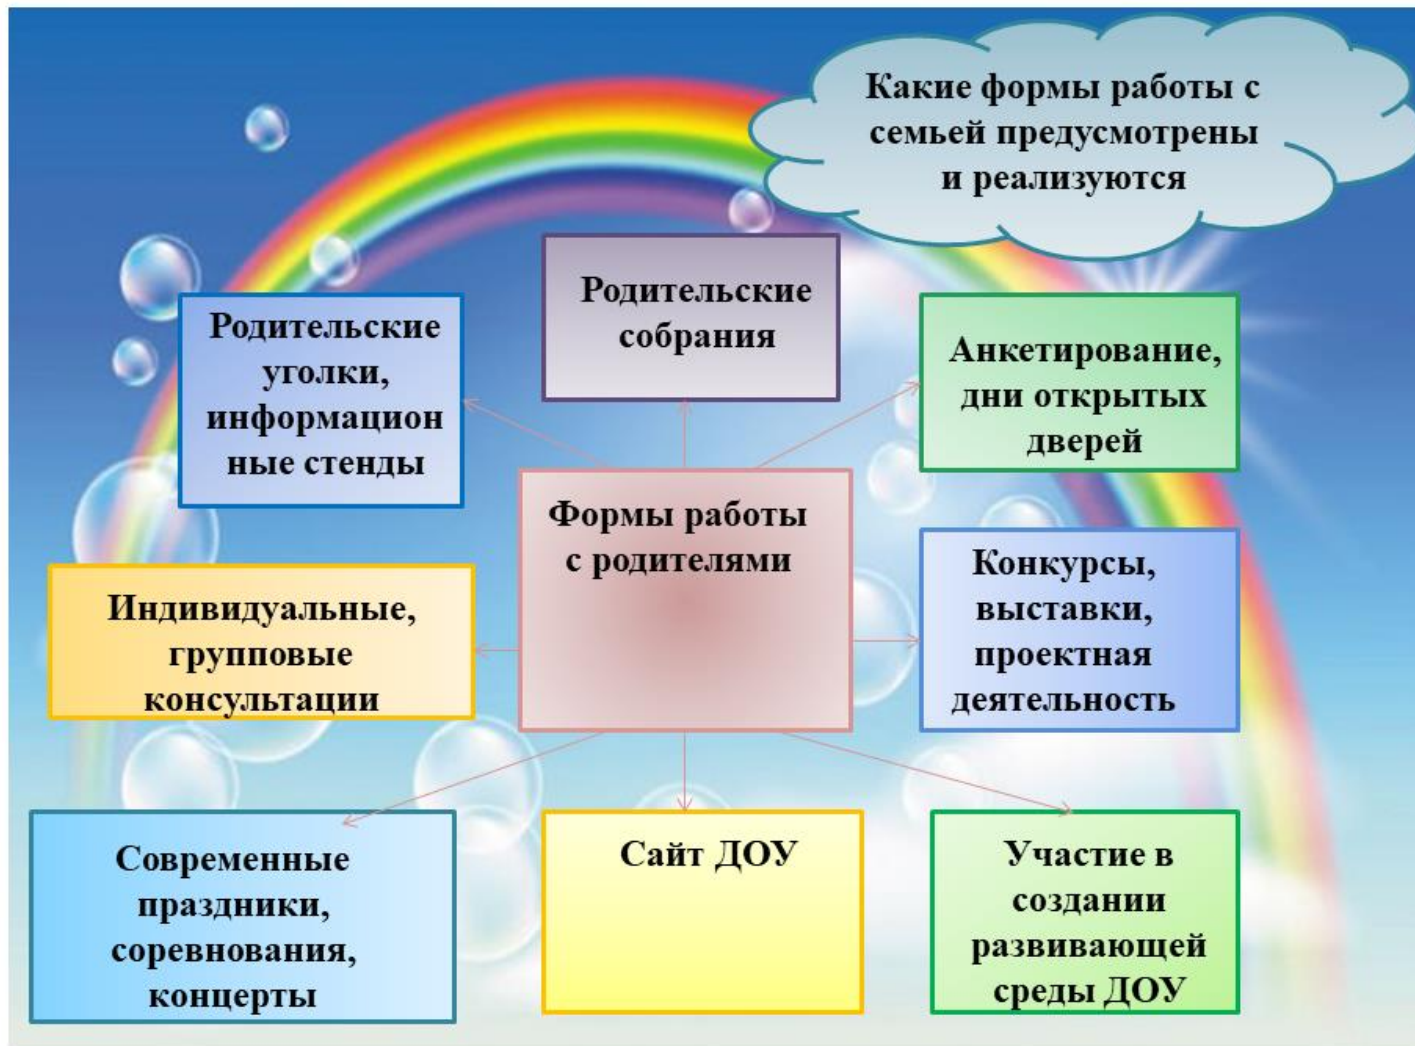 Какие формы работы с
семьей предусмотрены
и реализуются
Родительские
собрания
Родительские
уголки,
информацион
ные стенды
Анкетирование,
дни открытых
дверей
Формы работы
с родителями
Индивидуальные,
групповые
консультации
Конкурсы,
выставки,
проектная
деятельность
Современные
праздники,
соревнования,
концерты
Сайт ДОУ
Участие в
создании
развивающей
среды ДОУ